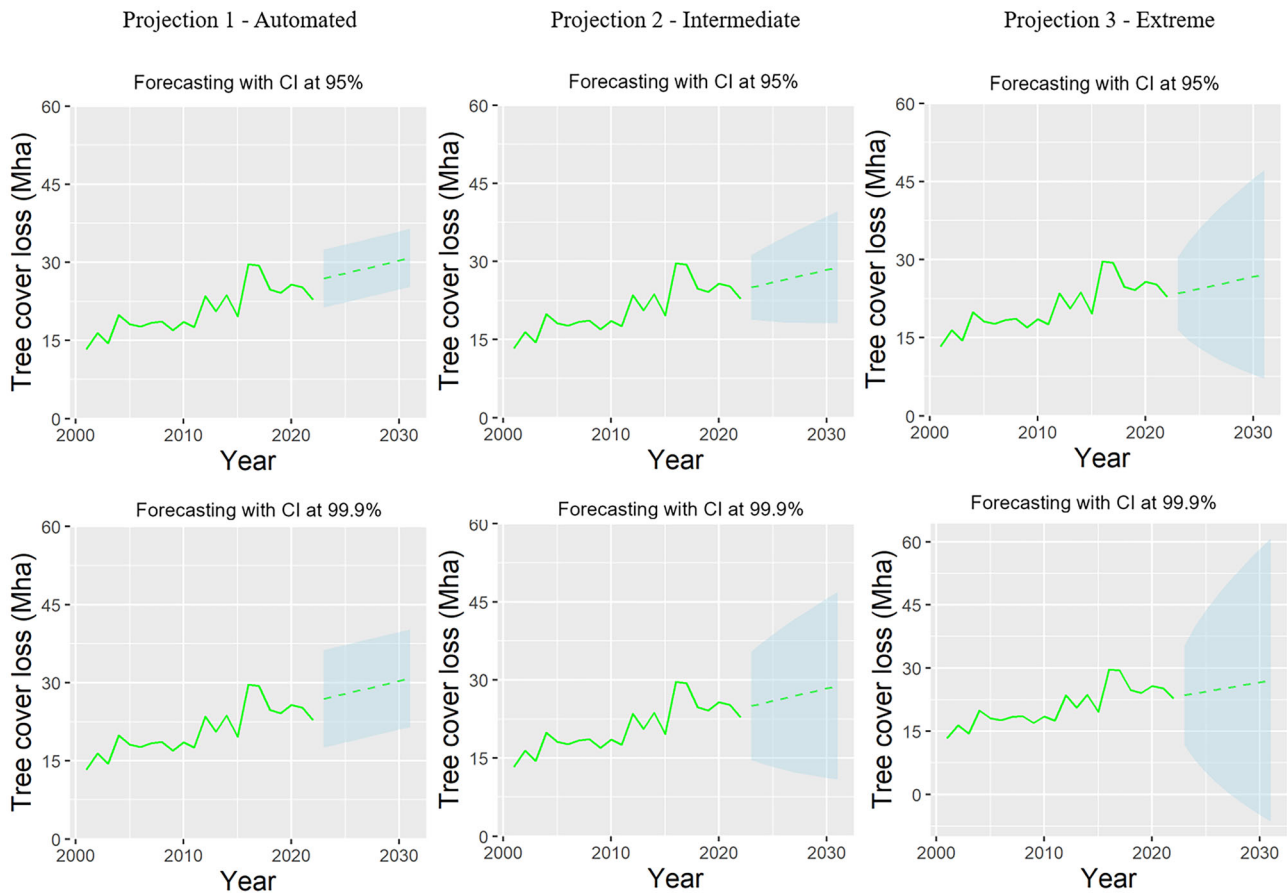 Projection 1 - Automated
Projection 2 - Intermediate
Projection 3 - Extreme
Forecasting with CI at 95%
Tree cover loss (Mha)
60
45
30
15
0
2000 2010 2020 2030
Year
Forecasting with CI at 95%
Tree cover loss (Mha)
60
45
30
15
0
2000 2010 2020 2030
Year
Forecasting with CI at 95%
Tree cover loss (Mha)
60
45
30
15
0
2000 2010 2020 2030
Year
Forecasting with CI at 99.9%
Tree cover loss (Mha)
60
45
30
15
0
2000 2010 2020 2030
Year
Forecasting with CI at 99.9%
Tree cover loss (Mha)
60
45
30
15
0
2000 2010 2020 2030
Year
Forecasting with CI at 99.9%
Tree cover loss (Mha)
60
45
30
15
0
2000 2010 2020 2030
Year